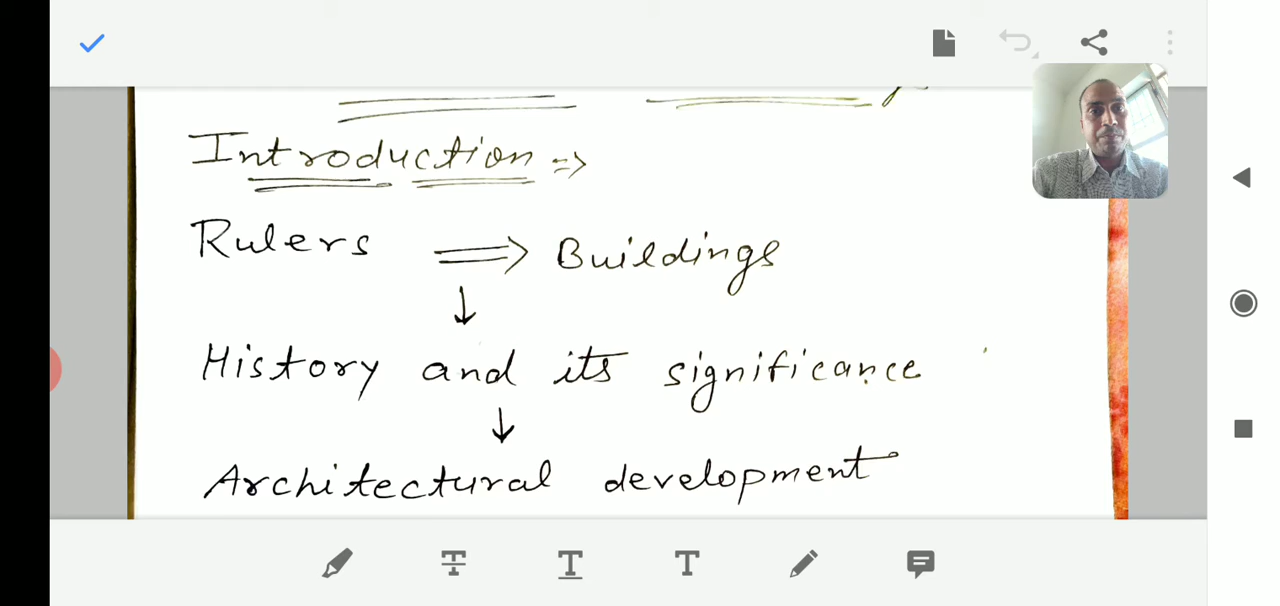 Introduction =>
Rulers => Buildings
↓
History and its significance
↓
Architectural development